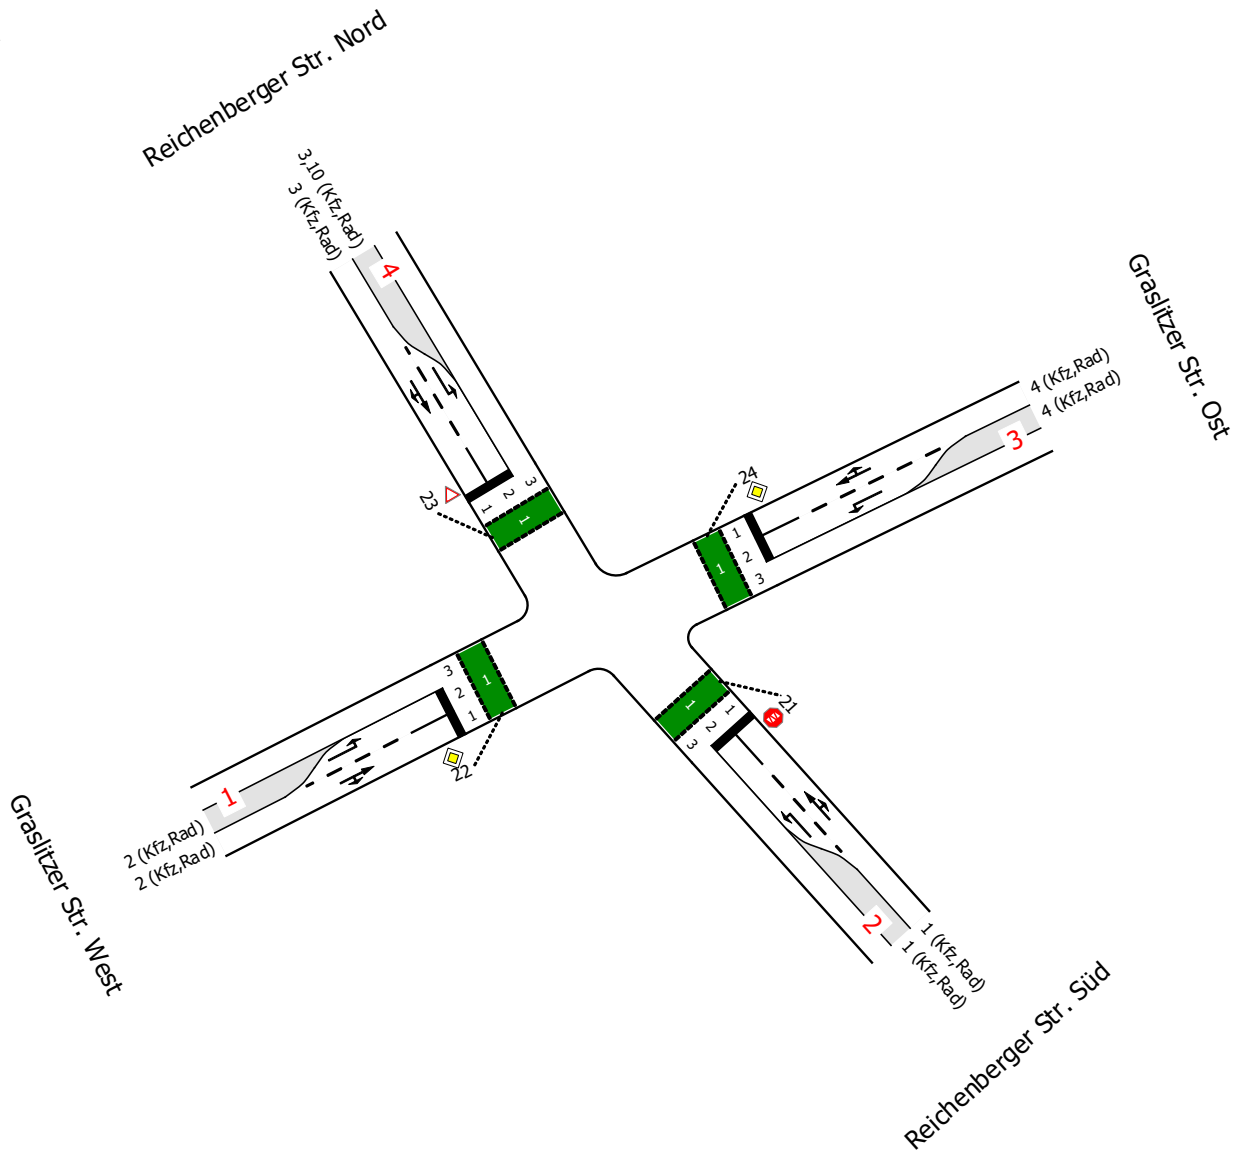 Reichenberger Str. Nord
3,10 (Kfz,Rad)
3 (Kfz,Rad)
4
Graslitzer Str. Ost
4 (Kfz,Rad)
4 (Kfz,Rad)
3
24
23
1
2
3
1
1
2
3
1
3
2
1
1
22
1
2 (Kfz,Rad)
2 (Kfz,Rad)
Graslitzer Str. West
21
1
2
3
1
2
1 (Kfz,Rad)
1 (Kfz,Rad)
Reichenberger Str. Süd